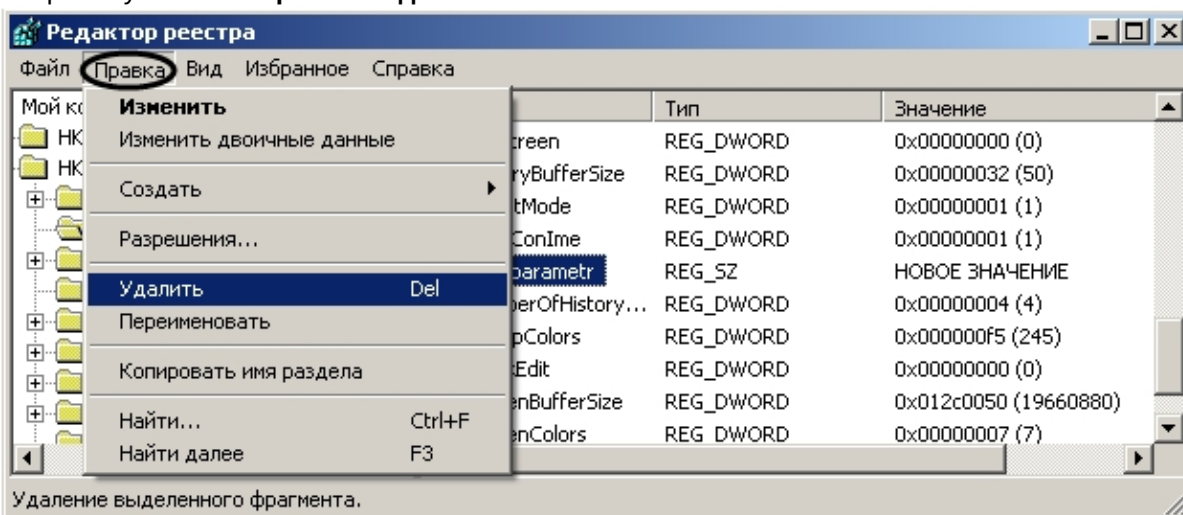 Редактор реестра
Файл Правка Вид Избранное Справка
Мой Тип Значение
Изменить
HK REG_DWORD 0x00000000 (0)
Изменить двоичные данные
HK ryBufferSize REG_DWORD 0x00000032 (50)
Создать
tMode REG_DWORD 0x00000001 (1)
Разрешения...
ConIme REG_DWORD 0x00000001 (1)
parametr REG_SZ НОВОЕ ЗНАЧЕНИЕ
Удалить Del
berOfHistory... REG_DWORD 0x00000004 (4)
Переименовать
pColors REG_DWORD 0x000000f5 (245)
Копировать имя раздела
kEdit REG_DWORD 0x00000000 (0)
enBufferSize REG_DWORD 0x012c0050 (19660880)
Найти... Ctrl+F
enColors REG_DWORD 0x00000007 (7)
Найти далее F3
Удаление выделенного фрагмента.